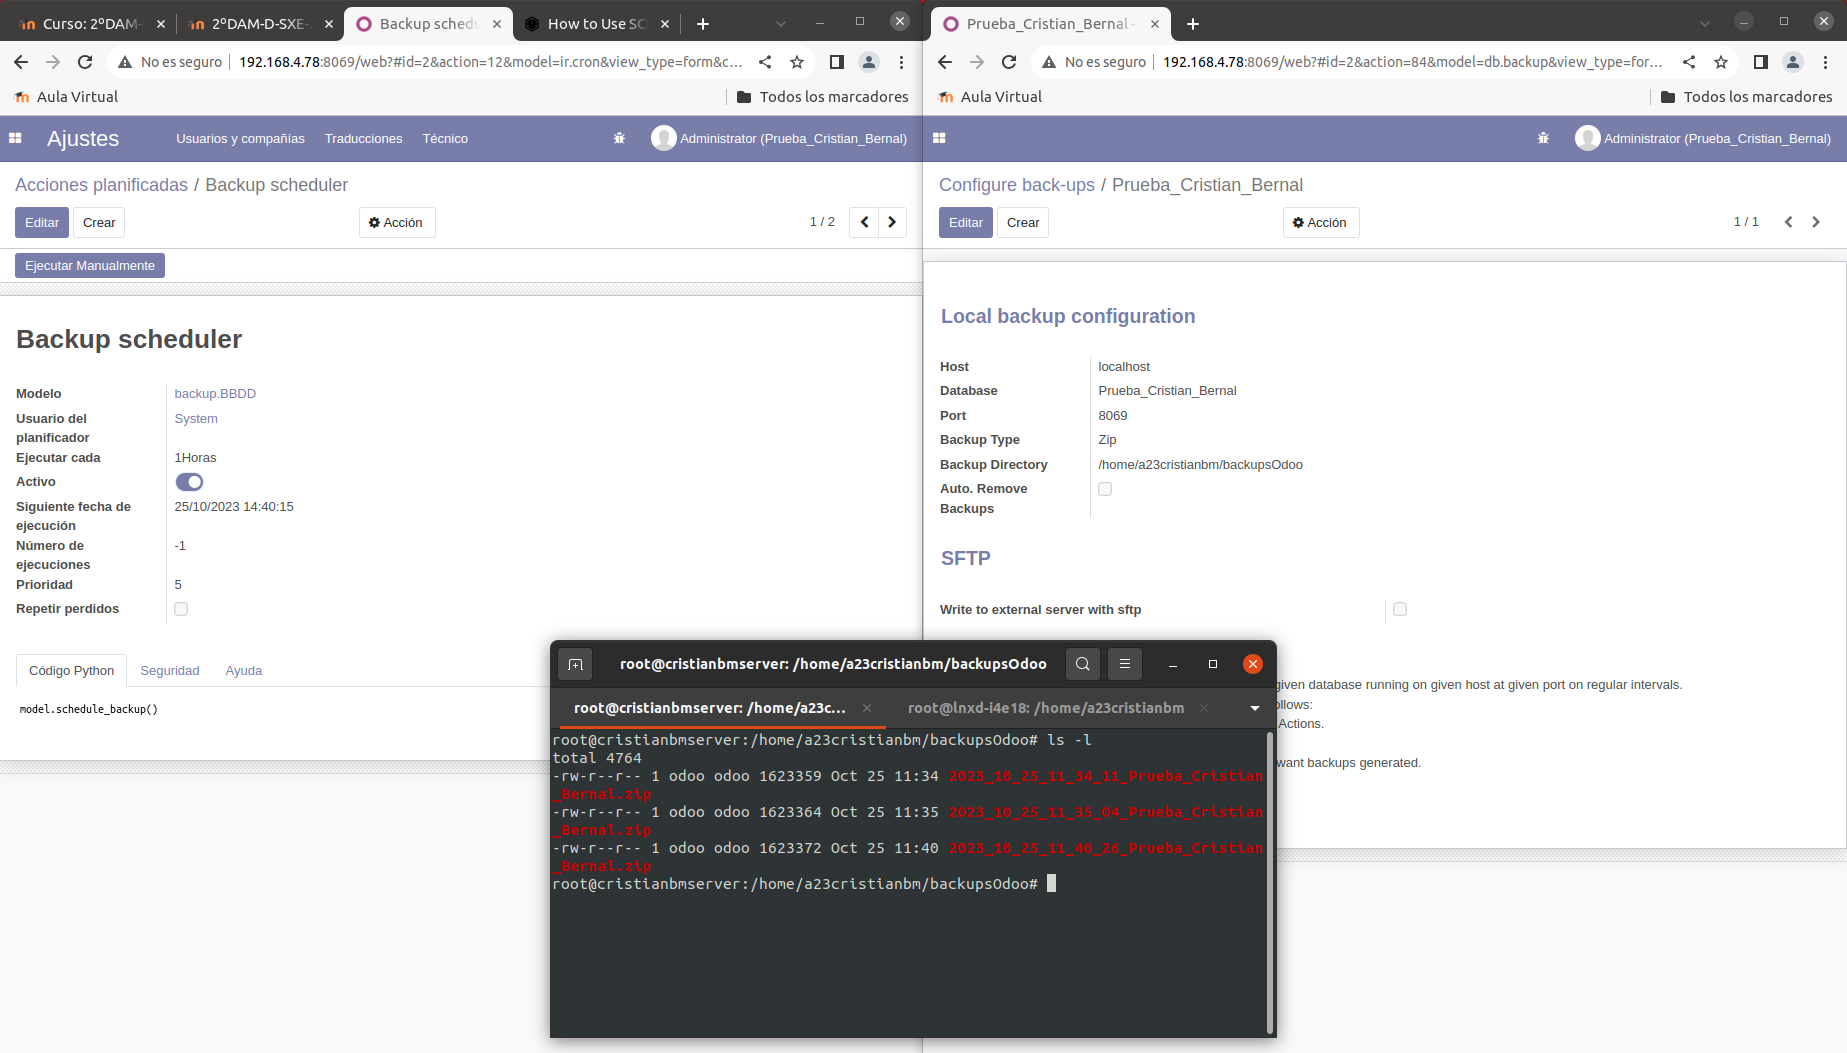 Curso: 2ºDAM-
2ºDAM-D-SXE-
Backup sched
How to Use SC
No es seguro
192.168.4.78:8069/web?#id=2&action=12&model=ir.cron&view_type=form&c...
Aula Virtual
Todos los marcadores
Ajustes
Usuarios y compañías
Traducciones
Técnico
Administrator (Prueba_Cristian_Bernal)
Acciones planificadas / Backup scheduler
Editar
Crear
Acción
1 / 2
Ejecutar Manualmente
Backup scheduler
Modelo
backup.BBDD
Usuario del
planificador
System
Ejecutar cada
1Horas
Activo
Siguiente fecha de
ejecución
25/10/2023 14:40:15
Número de
ejecuciones
-1
Prioridad
5
Repetir perdidos
Código Python
Seguridad
Ayuda
model.schedule_backup()
Prueba_Cristian_Bernal -
No es seguro
192.168.4.78:8069/web?#id=2&action=84&model=db.backup&view_type=for...
Aula Virtual
Todos los marcadores
Administrator (Prueba_Cristian_Bernal)
Configure back-ups / Prueba_Cristian_Bernal
Editar
Crear
Acción
1 / 1
Local backup configuration
Host
localhost
Database
Prueba_Cristian_Bernal
Port
8069
Backup Type
Zip
Backup Directory
/home/a23cristianbm/backupsOdoo
Auto. Remove
Backups
SFTP
Write to external server with sftp
given database running on given host at given port on regular intervals.
ollows:
Actions.
want backups generated.
root@cristianbmserver: /home/a23cristianbm/backupsOdoo
root@cristianbmserver: /home/a23c...
root@lnxd-i4e18: /home/a23cristianbm
root@cristianbmserver:/home/a23cristianbm/backupsOdoo# ls -l
total 4764
-rw-r--r-- 1 odoo odoo 1623359 Oct 25 11:34 2023_10_25_11_34_11_Prueba_Cristian
_Bernal.zip
-rw-r--r-- 1 odoo odoo 1623364 Oct 25 11:35 2023_10_25_11_35_04_Prueba_Cristian
_Bernal.zip
-rw-r--r-- 1 odoo odoo 1623372 Oct 25 11:40 2023_10_25_11_40_26_Prueba_Cristian
_Bernal.zip
root@cristianbmserver:/home/a23cristianbm/backupsOdoo#